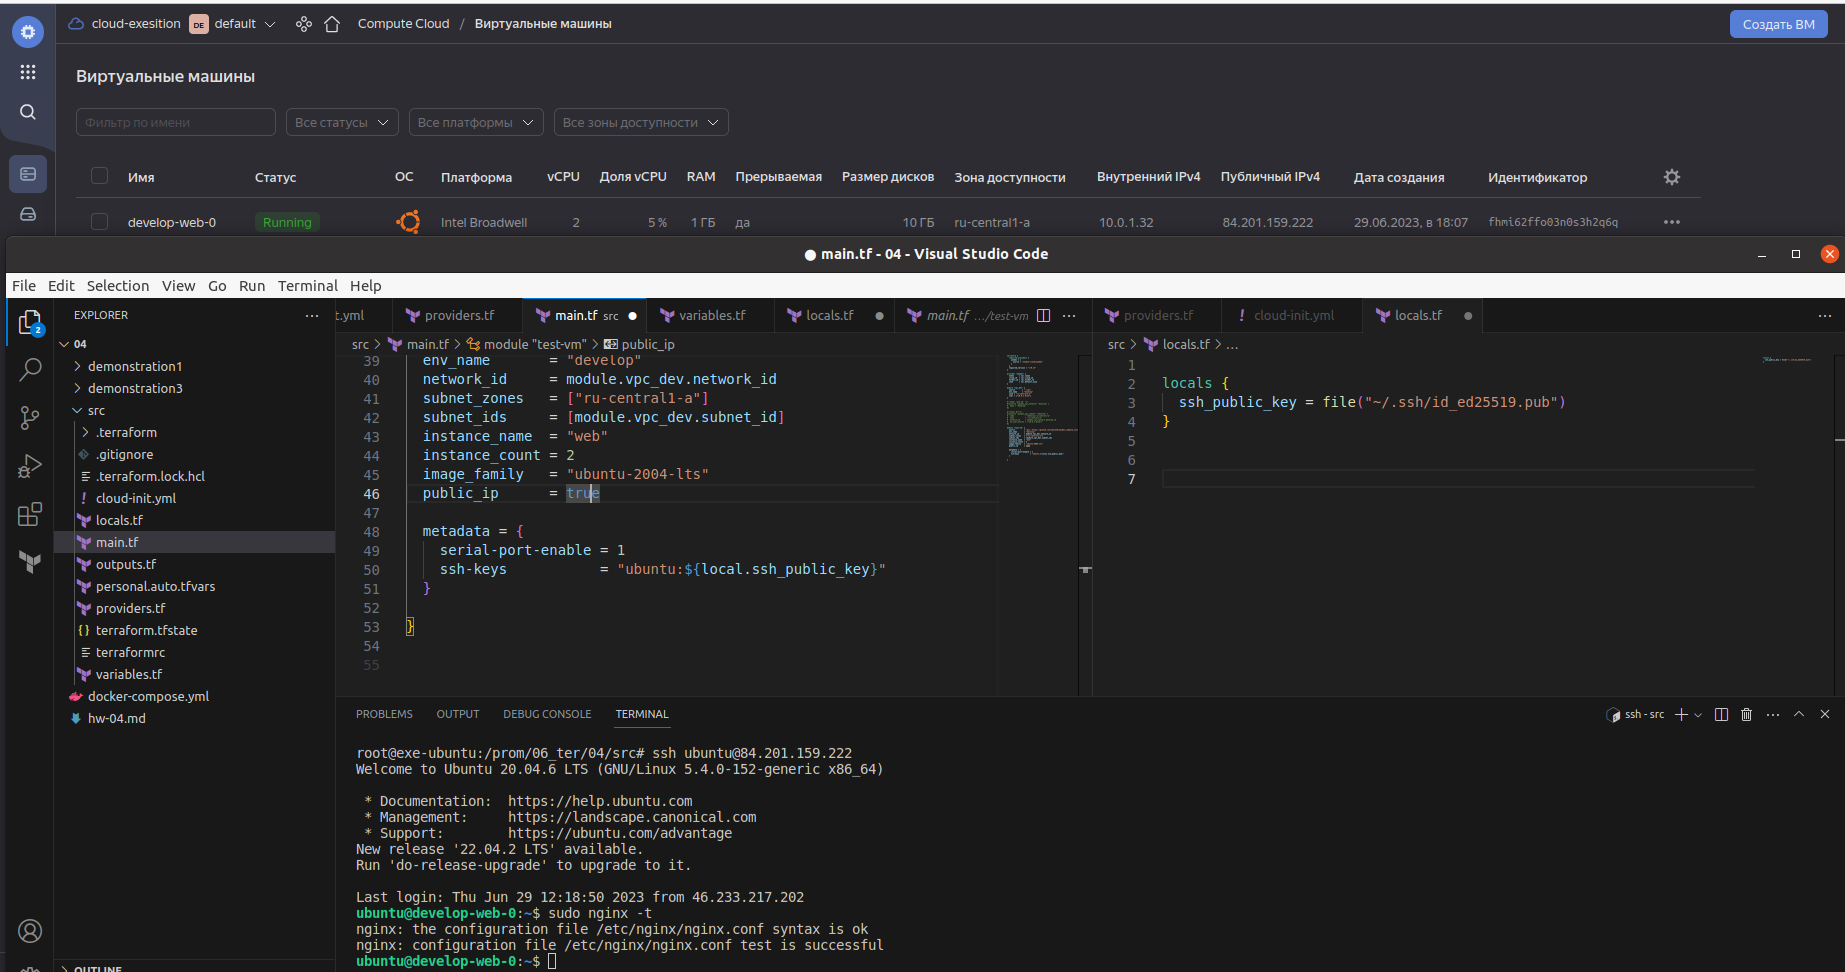 cloud-exesition DE default Compute Cloud / Виртуальные машины Создать ВМ
Виртуальные машины
Фильтр по имени Все статусы Все платформы Все зоны доступности
Имя Статус ОС Платформа vCPU Доля vCPU RAM Прерываемая Размер дисков Зона доступности Внутренний IPv4 Публичный IPv4 Дата создания Идентификатор
develop-web-0 Running Intel Broadwell 2 5 % 1 ГБ да 10 ГБ ru-central1-a 10.0.1.32 84.201.159.222 29.06.2023, в 18:07 fhmi62ffo03n0s3h2q6q
● main.tf - 04 - Visual Studio Code
File Edit Selection View Go Run Terminal Help
EXPLORER
04
demonstration1
demonstration3
src
.terraform
.gitignore
.terraform.lock.hcl
cloud-init.yml
locals.tf
main.tf
outputs.tf
personal.auto.tfvars
providers.tf
terraform.tfstate
terraformrc
variables.tf
docker-compose.yml
hw-04.md
OUTLINE
2
t.yml providers.tf main.tf src variables.tf locals.tf main.tf .../test-vm
src > main.tf > module "test-vm" > public_ip
39 env_name = "develop"
40 network_id = module.vpc_dev.network_id
41 subnet_zones = ["ru-central1-a"]
42 subnet_ids = [module.vpc_dev.subnet_id]
43 instance_name = "web"
44 instance_count = 2
45 image_family = "ubuntu-2004-lts"
46 public_ip = true
47
48 metadata = {
49 serial-port-enable = 1
50 ssh-keys = "ubuntu:${local.ssh_public_key}"
51 }
52
53 }
54
55
providers.tf cloud-init.yml locals.tf
src > locals.tf > ...
1
2 locals {
3 ssh_public_key = file("~/.ssh/id_ed25519.pub")
4 }
5
6
7
PROBLEMS OUTPUT DEBUG CONSOLE TERMINAL ssh - src
root@exe-ubuntu:/prom/06_ter/04/src# ssh ubuntu@84.201.159.222
Welcome to Ubuntu 20.04.6 LTS (GNU/Linux 5.4.0-152-generic x86_64)
* Documentation: https://help.ubuntu.com
* Management: https://landscape.canonical.com
* Support: https://ubuntu.com/advantage
New release '22.04.2 LTS' available.
Run 'do-release-upgrade' to upgrade to it.
Last login: Thu Jun 29 12:18:50 2023 from 46.233.217.202
ubuntu@develop-web-0:~$ sudo nginx -t
nginx: the configuration file /etc/nginx/nginx.conf syntax is ok
nginx: configuration file /etc/nginx/nginx.conf test is successful
ubuntu@develop-web-0:~$